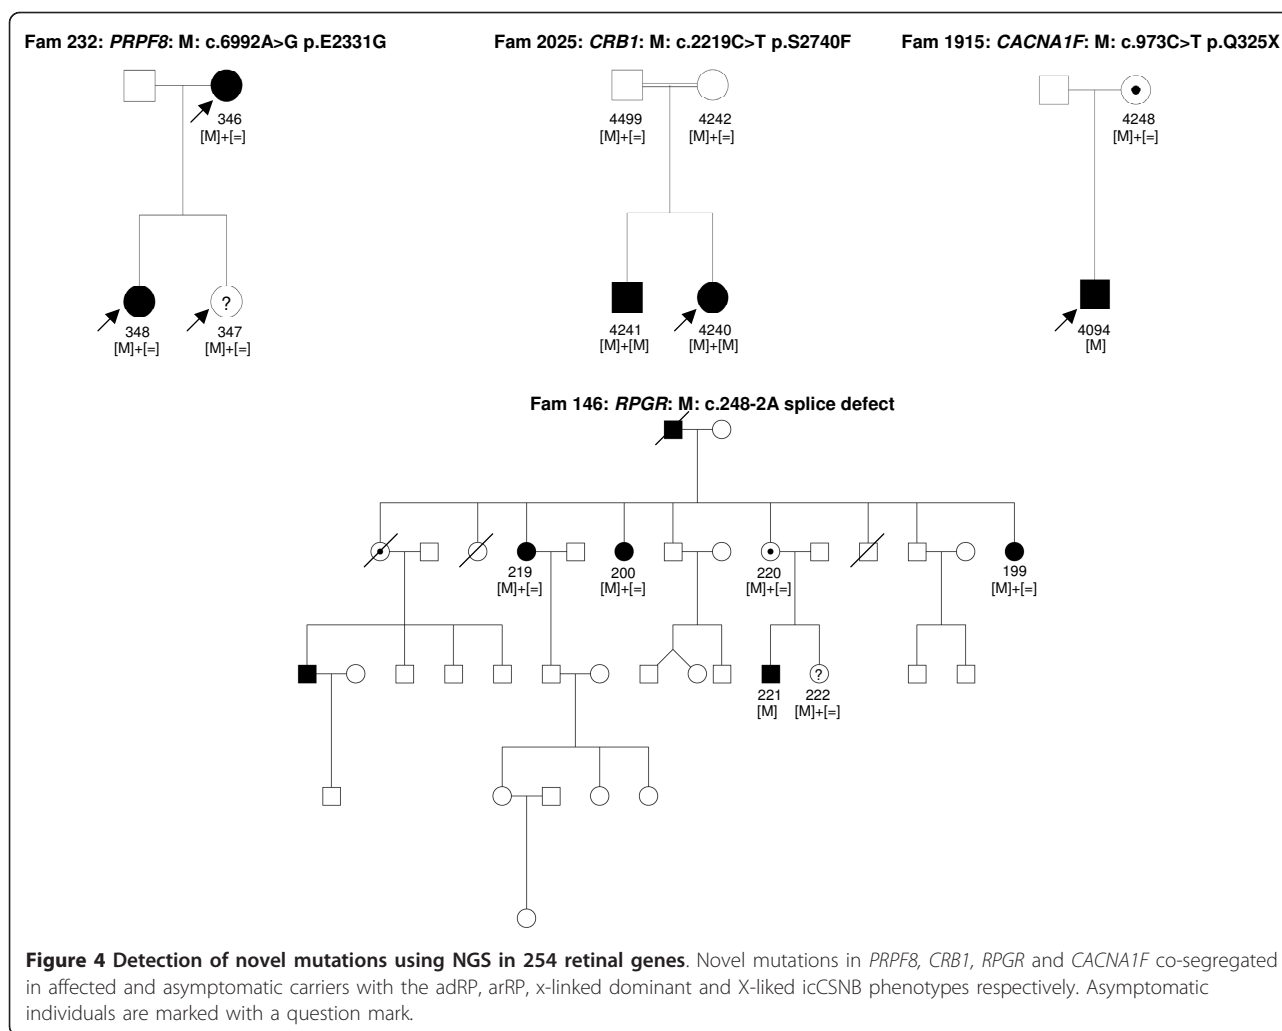 Fam 232: PRPF8: M: c.6992A>G p.E2331G
Fam 2025: CRB1: M: c.2219C>T p.S2740F
Fam 1915: CACNA1F: M: c.973C>T p.Q325X
346
[M]+[=]
4499
[M]+[=]
4242
[M]+[=]
4248
[M]+[=]
348
[M]+[=]
?
347
[M]+[=]
4241
[M]+[M]
4240
[M]+[M]
4094
[M]
Fam 146: RPGR: M: c.248-2A splice defect
219
[M]+[=]
200
[M]+[=]
220
[M]+[=]
199
[M]+[=]
221
[M]
?
222
[M]+[=]
Figure 4 Detection of novel mutations using NGS in 254 retinal genes. Novel mutations in PRPF8, CRB1, RPGR and CACNA1F co-segregated
in affected and asymptomatic carriers with the adRP, arRP, x-linked dominant and X-liked icCSNB phenotypes respectively. Asymptomatic
individuals are marked with a question mark.